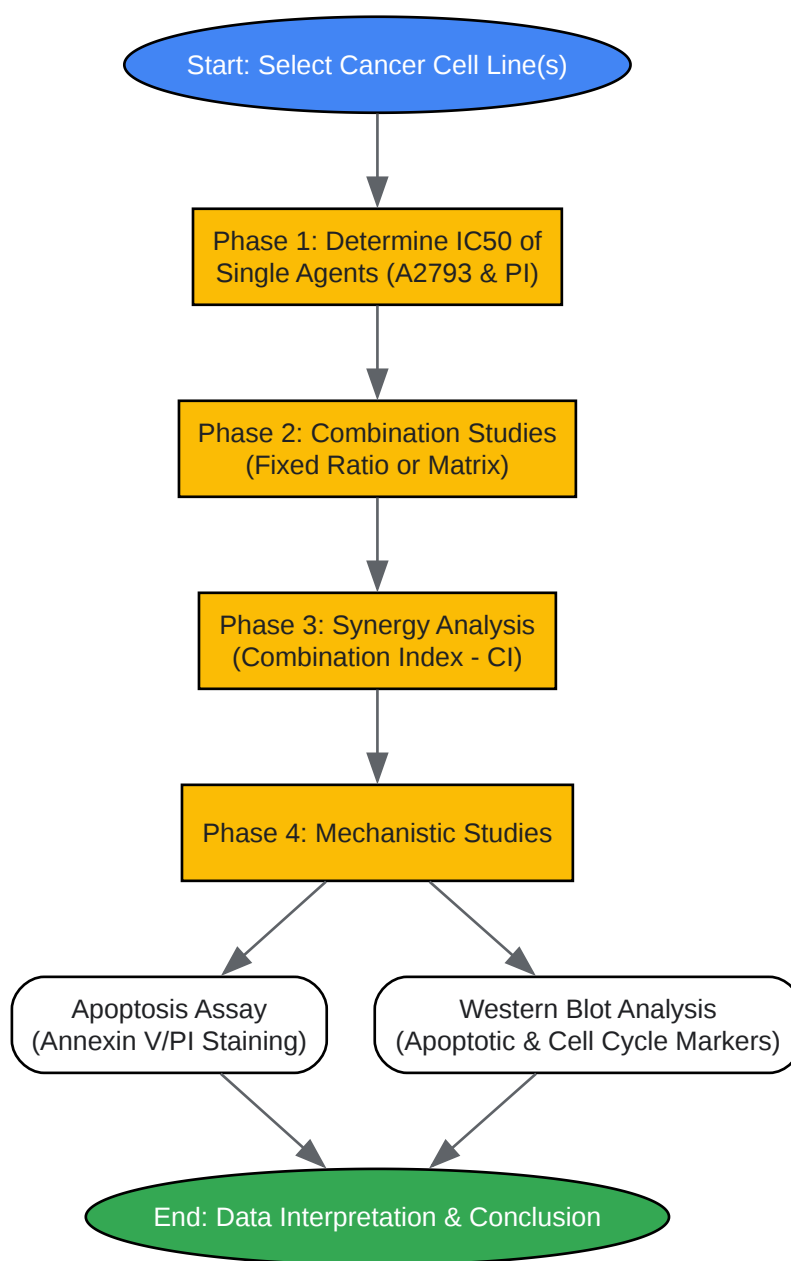 Start: Select Cancer Cell Line(s)
Phase 1: Determine IC50 of
Single Agents (A2793 & PI)
Phase 2: Combination Studies
(Fixed Ratio or Matrix)
Phase 3: Synergy Analysis
(Combination Index - CI)
Phase 4: Mechanistic Studies
Apoptosis Assay
(Annexin V/PI Staining)
Western Blot Analysis
(Apoptotic & Cell Cycle Markers)
End: Data Interpretation & Conclusion